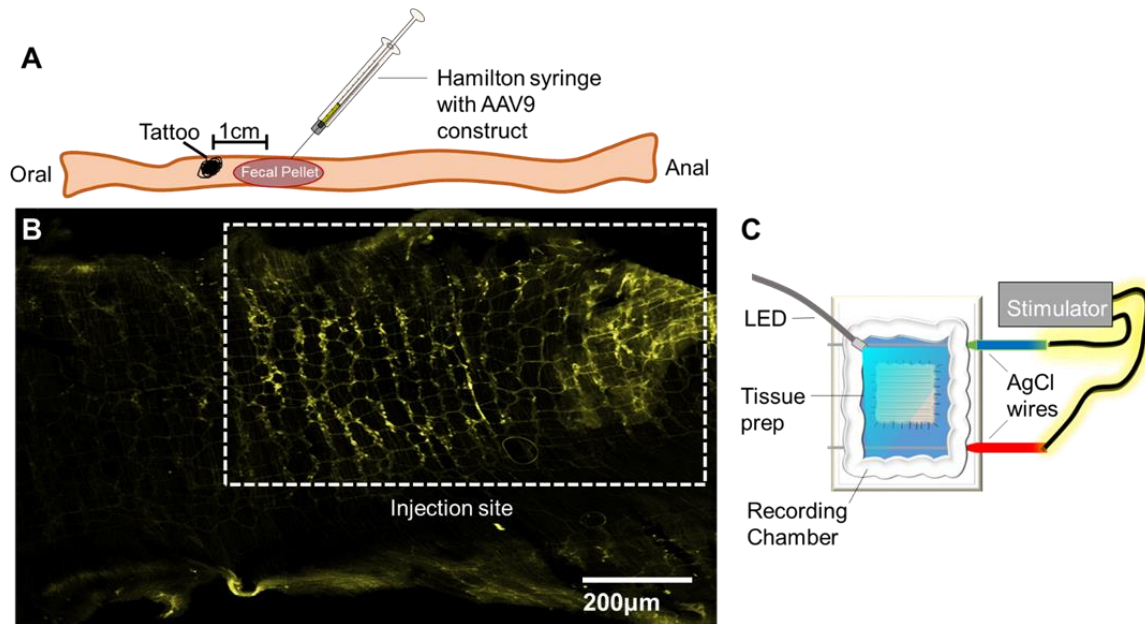 A
Hamilton syringe
with AAV9
construct
Tattoo
1cm
Oral
Fecal Pellet
Anal
B
Injection site
200µm
C
LED
Stimulator
Tissue
prep
AgCl
wires
Recording
Chamber